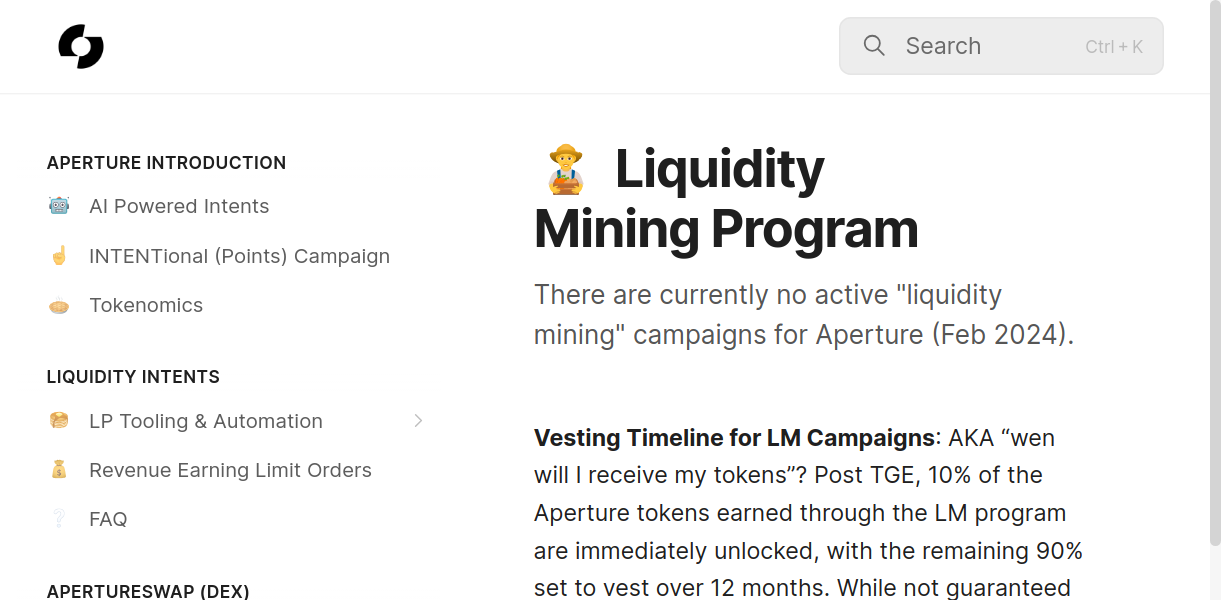 Search
Ctrl + K
APERTURE INTRODUCTION
AI Powered Intents
INTENTional (Points) Campaign
Tokenomics
LIQUIDITY INTENTS
LP Tooling & Automation
Revenue Earning Limit Orders
FAQ
APERTURESWAP (DEX)
Liquidity
Mining Program
There are currently no active "liquidity
mining" campaigns for Aperture (Feb 2024).
Vesting Timeline for LM Campaigns: AKA “wen
will I receive my tokens”? Post TGE, 10% of the
Aperture tokens earned through the LM program
are immediately unlocked, with the remaining 90%
set to vest over 12 months. While not guaranteed